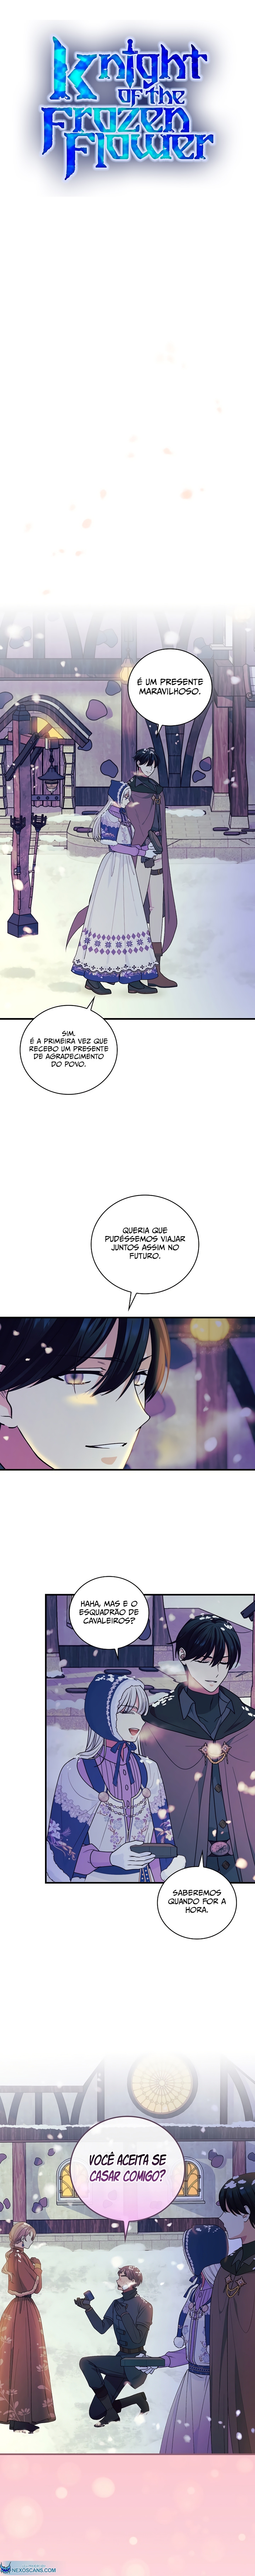 Knight
of the
Frozen
Flower
É UM PRESENTE
MARAVILHOSO.
SIM.
É A PRIMEIRA VEZ QUE
RECEBO UM PRESENTE
DE AGRADECIMENTO
DO POVO.
QUERIA QUE
PUDÉSSEMOS VIAJAR
JUNTOS ASSIM NO
FUTURO.
HAHA, MAS E O
ESQUADRÃO DE
CAVALEIROS?
SABEREMOS
QUANDO FOR A
HORA.
VOCÊ ACEITA SE
CASAR COMIGO?
NEXOSCANS.COM